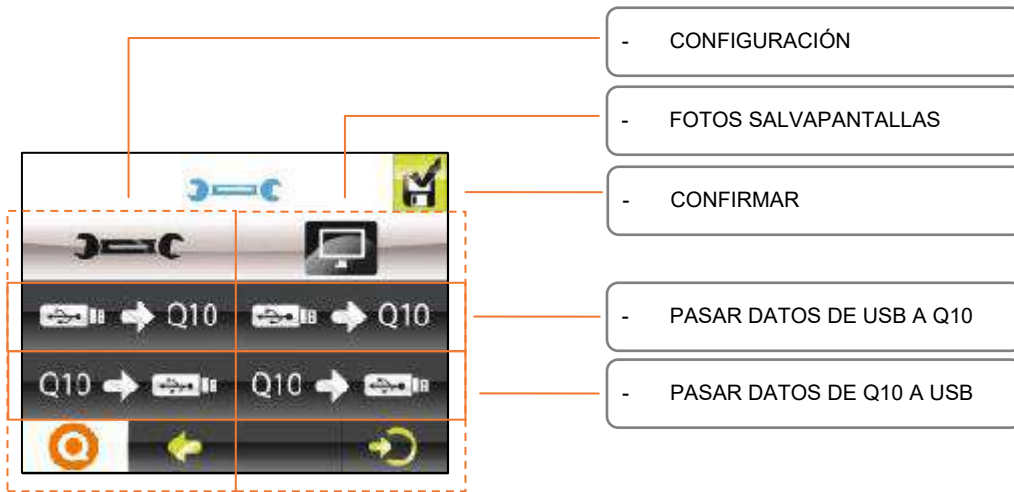 - CONFIGURACIÓN
- FOTOS SALVAPANTALLAS
- CONFIRMAR
Q10 Q10
- PASAR DATOS DE USB A Q10
Q10 Q10
- PASAR DATOS DE Q10 A USB